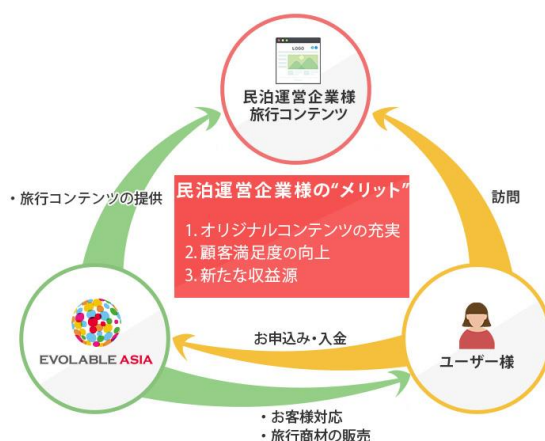 LOGO
民泊運営企業様
旅行コンテンツ
・旅行コンテンツの提供
訪問
民泊運営企業様の“メリット”
1. オリジナルコンテンツの充実
2. 顧客満足度の向上
3. 新たな収益源
EVOLABLE ASIA
お申込み・入金
ユーザー様
・お客様対応
・旅行商材の販売